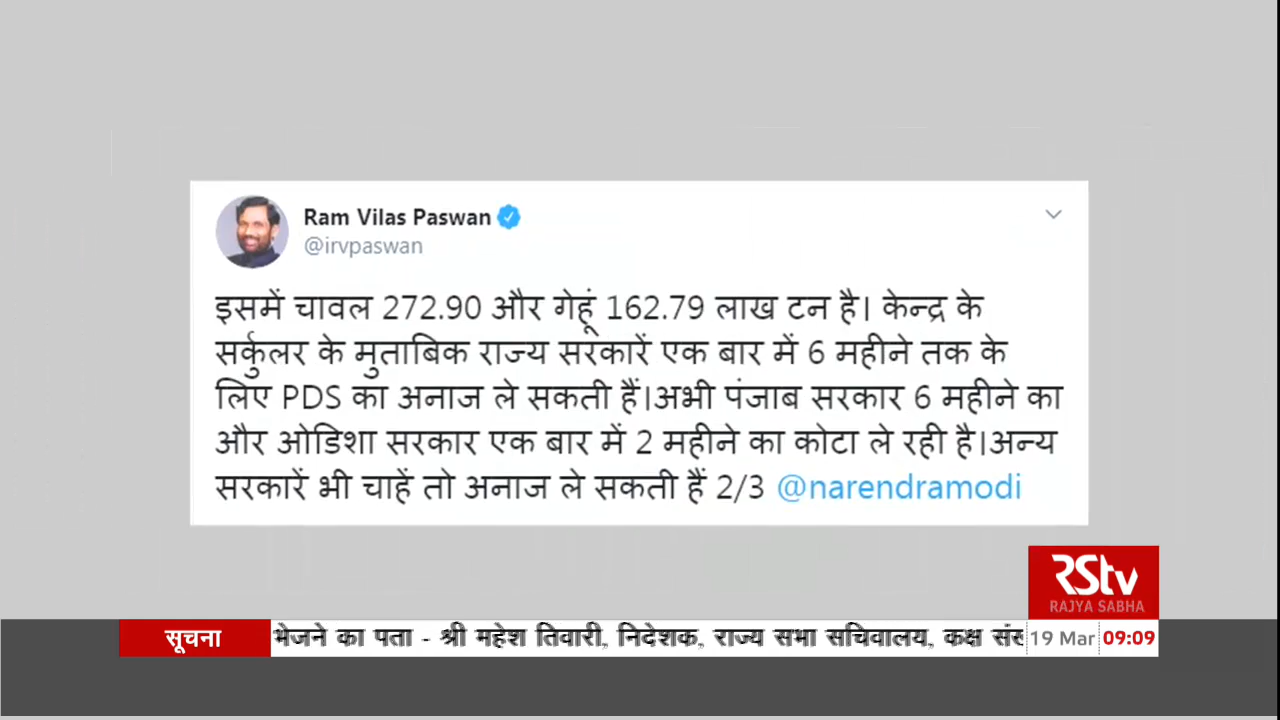 Ram Vilas Paswan
@irvpaswan
इसमें चावल 272.90 और गेहूं 162.79 लाख टन है। केन्द्र के
सर्कुलर के मुताबिक राज्य सरकारें एक बार में 6 महीने तक के
लिए PDS का अनाज ले सकती हैं।अभी पंजाब सरकार 6 महीने का
और ओडिशा सरकार एक बार में 2 महीने का कोटा ले रही है।अन्य
सरकारें भी चाहें तो अनाज ले सकती हैं 2/3 @narendramodi
RStv
RAJYA SABHA
सूचना भेजने का पता - श्री महेश तिवारी, निदेशक, राज्य सभा सचिवालय, कक्ष 19 Mar 09:09